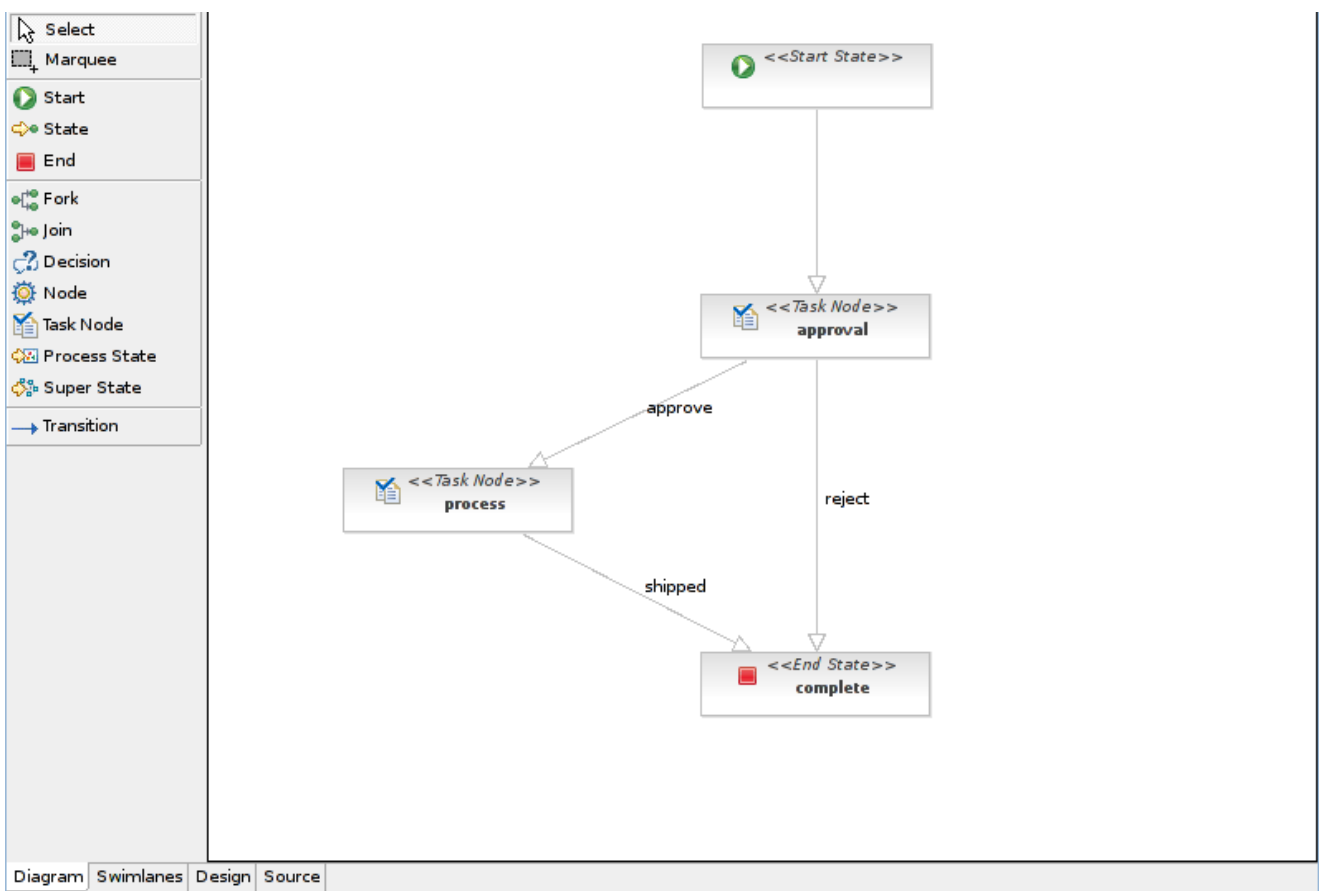 Select
Marquee
Start
State
End
Fork
Join
Decision
Node
Task Node
Process State
Super State
Transition
<<Start State>>
<<Task Node>>
approval
approve
<<Task Node>>
process
reject
shipped
<<End State>>
complete
Diagram Swimlanes Design Source